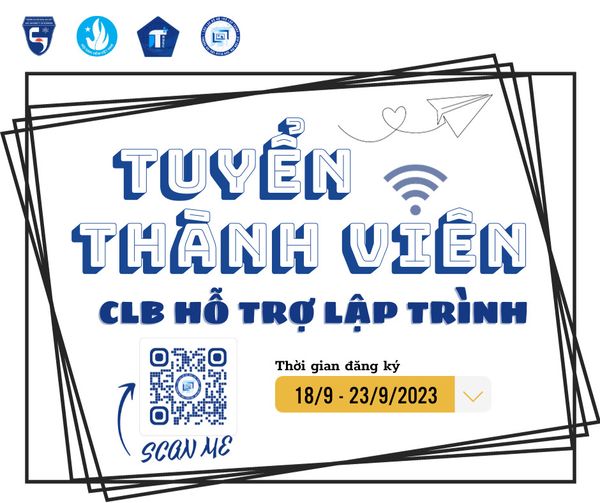 TUYỂN
THÀNH VIÊN
CLB HỖ TRỢ LẬP TRÌNH
Thời gian đăng ký
18/9 - 23/9/2023
SCAN ME